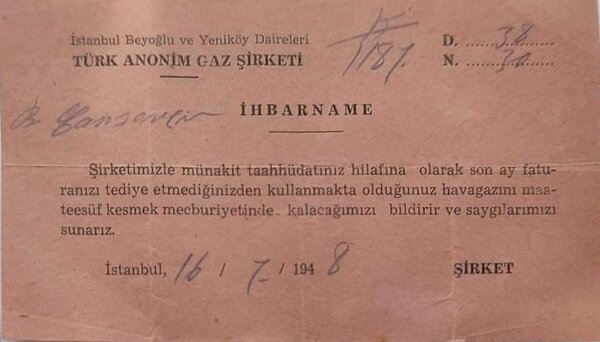 İstanbul Beyoğlu ve Yeniköy Daireleri
TÜRK ANONİM GAZ ŞİRKETİ
187.
D. 38
N. 30
İHBARNAME
Şirketimizle münakit taahhüdatınız hilafına olarak son ay fatu-
ranızı tediye etmediğinizden kullanmakta olduğunuz havagazını maa-
teesüf kesmek mecburiyetinde kalacağımızı bildirir ve saygılarımızı
sunarız.
İstanbul, 16 / 7 / 1948 ŞİRKET